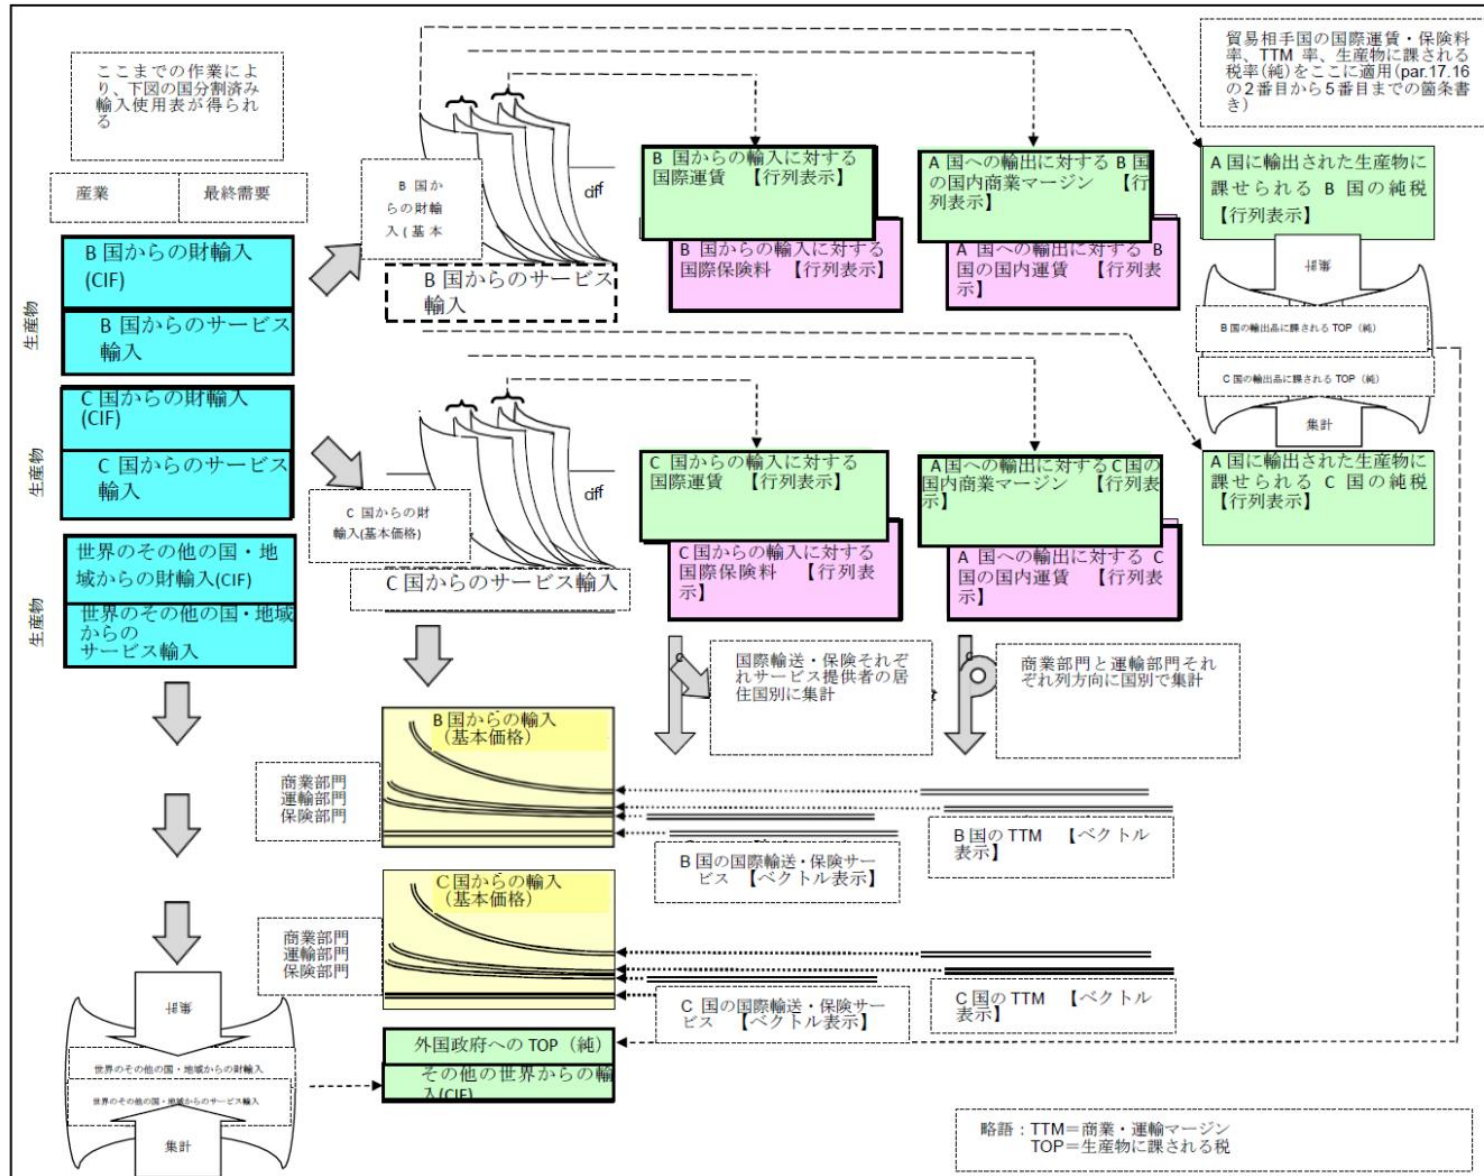 ここまでの作業によ
り、下図の国分割済み
輸入使用表が得られ
る
貿易相手国の国際運賃・保険料
率、TTM 率、生産物に課される
税率(純)をここに適用(par.17.16
の2番目から5番目までの箇条書
き)
産業
最終需要
生産物
B 国からの財輸入
(CIF)
B 国からのサービス
輸入
生産物
C 国からの財輸入
(CIF)
C 国からのサービス
輸入
生産物
世界のその他の国・地
域からの財輸入(CIF)
世界のその他の国・地域
からの
サービス輸入
B 国か
らの財輸
入(基本
ciff
B 国からのサービス
輸入
B 国からの輸入に対する
国際運賃 【行列表示】
B 国からの輸入に対する
国際保険料 【行列表示】
A 国への輸出に対する B 国
の国内商業マージン 【行
列表示】
A 国への輸出に対する B
国の国内運賃 【行列表
示】
A 国に輸出された生産物に
課せられる B 国の純税
【行列表示】
集計
B 国の輸出品に課される TOP（純）
C 国の輸出品に課される TOP（純）
集計
C 国からの財
輸入(基本価格)
ciff
C 国からのサービス輸入
C 国からの輸入に対する
国際運賃 【行列表示】
C 国からの輸入に対する
国際保険料 【行列表
示】
A 国への輸出に対する C 国の
国内商業マージン 【行列表
示】
A 国への輸出に対する C
国の国内運賃 【行列表
示】
A 国に輸出された生産物に
課せられる C 国の純税
【行列表示】
C
国際輸送・保険それぞ
れサービス提供者の居
住国別に集計
C
商業部門と運輸部門それ
ぞれ列方向に国別で集計
B 国からの輸入
（基本価格）
商業部門
運輸部門
保険部門
B 国の国際輸送・保険サー
ビス 【ベクトル表示】
B 国の TTM 【ベクトル
表示】
C 国からの輸入
（基本価格）
商業部門
運輸部門
保険部門
C 国の国際輸送・保険サー
ビス 【ベクトル表示】
C 国の TTM 【ベクトル
表示】
集計
世界のその他の国・地域からの財輸入
世界のその他の国・地域からのサービス輸入
集計
外国政府への TOP（純）
その他の世界からの輸
入(CIF)
略語：TTM＝商業・運輸マージン
TOP＝生産物に課される税